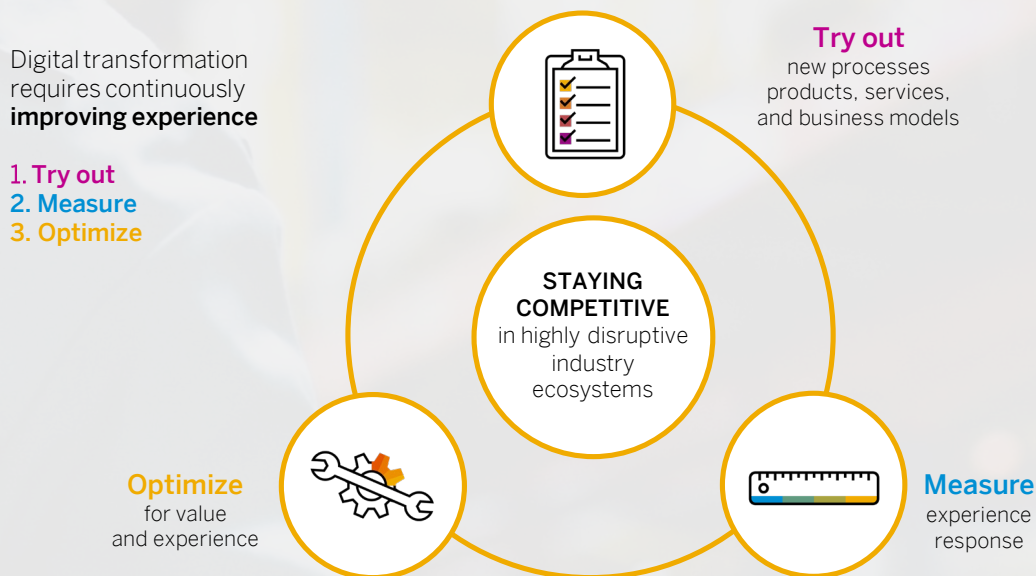 Digital transformation
requires continuously
improving experience
1. Try out
2. Measure
3. Optimize
Try out
new processes
products, services,
and business models
STAYING
COMPETITIVE
in highly disruptive
industry
ecosystems
Optimize
for value
and experience
Measure
experience
response